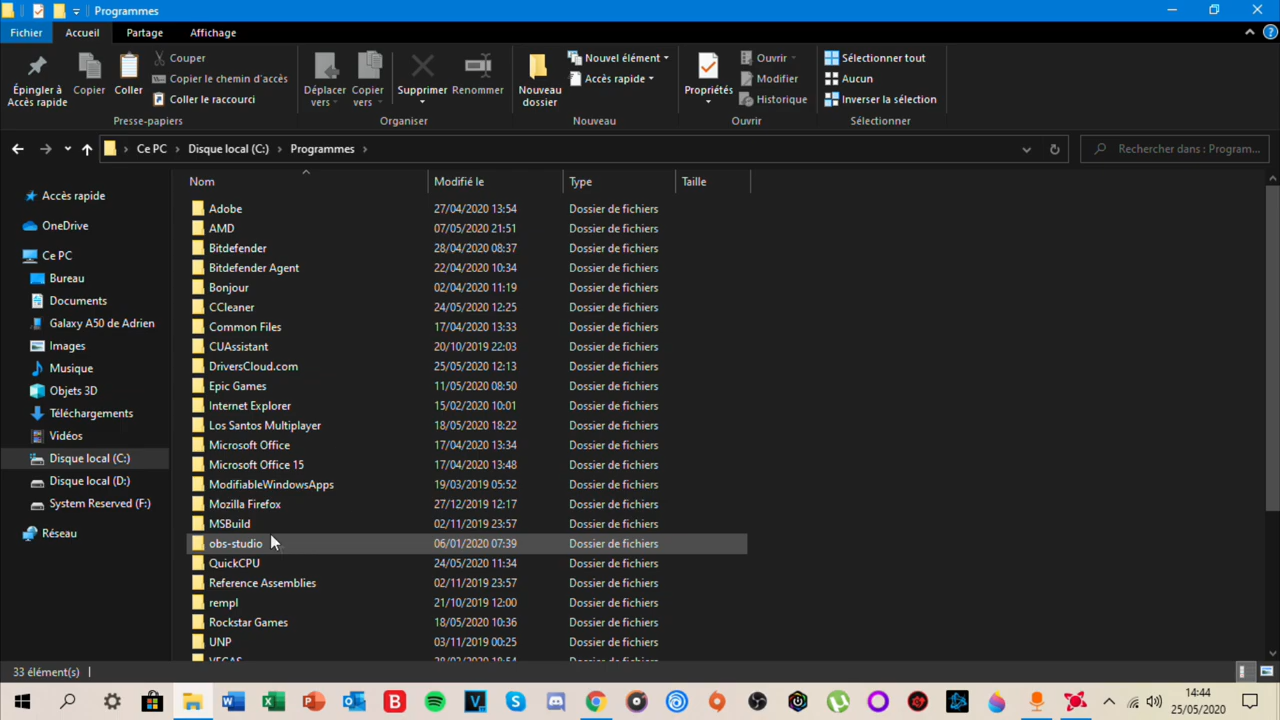 Programmes
Fichier Accueil Partage Affichage
Épingler à Accès rapide
Copier
Coller
Couper
Copier le chemin d'accès
Coller le raccourci
Presse-papiers
Déplacer vers
Copier vers
Supprimer
Renommer
Organiser
Nouveau dossier
Nouvel élément
Accès rapide
Nouveau
Propriétés
Ouvrir
Modifier
Historique
Ouvrir
Sélectionner tout
Aucun
Inverser la sélection
Sélectionner
Ce PC > Disque local (C:) > Programmes >
Rechercher dans : Program...
Accès rapide
OneDrive
Ce PC
Bureau
Documents
Galaxy A50 de Adrien
Images
Musique
Objets 3D
Téléchargements
Vidéos
Disque local (C:)
Disque local (D:)
System Reserved (F:)
Réseau
Nom Modifié le Type Taille
Adobe 27/04/2020 13:54 Dossier de fichiers
AMD 07/05/2020 21:51 Dossier de fichiers
Bitdefender 28/04/2020 08:37 Dossier de fichiers
Bitdefender Agent 22/04/2020 10:34 Dossier de fichiers
Bonjour 02/04/2020 11:19 Dossier de fichiers
CCleaner 24/05/2020 12:25 Dossier de fichiers
Common Files 17/04/2020 13:33 Dossier de fichiers
CUAssistant 20/10/2019 22:03 Dossier de fichiers
DriversCloud.com 25/05/2020 12:13 Dossier de fichiers
Epic Games 11/05/2020 08:50 Dossier de fichiers
Internet Explorer 15/02/2020 10:01 Dossier de fichiers
Los Santos Multiplayer 18/05/2020 18:22 Dossier de fichiers
Microsoft Office 17/04/2020 13:34 Dossier de fichiers
Microsoft Office 15 17/04/2020 13:48 Dossier de fichiers
ModifiableWindowsApps 19/03/2019 05:52 Dossier de fichiers
Mozilla Firefox 27/12/2019 12:17 Dossier de fichiers
MSBuild 02/11/2019 23:57 Dossier de fichiers
obs-studio 06/01/2020 07:39 Dossier de fichiers
QuickCPU 24/05/2020 11:34 Dossier de fichiers
Reference Assemblies 02/11/2019 23:57 Dossier de fichiers
rempl 21/10/2019 12:00 Dossier de fichiers
Rockstar Games 18/05/2020 10:36 Dossier de fichiers
UNP 03/11/2019 00:25 Dossier de fichiers
VEGAS 28/02/2020 18:54 Dossier de fichiers
33 élément(s)
14:44
25/05/2020